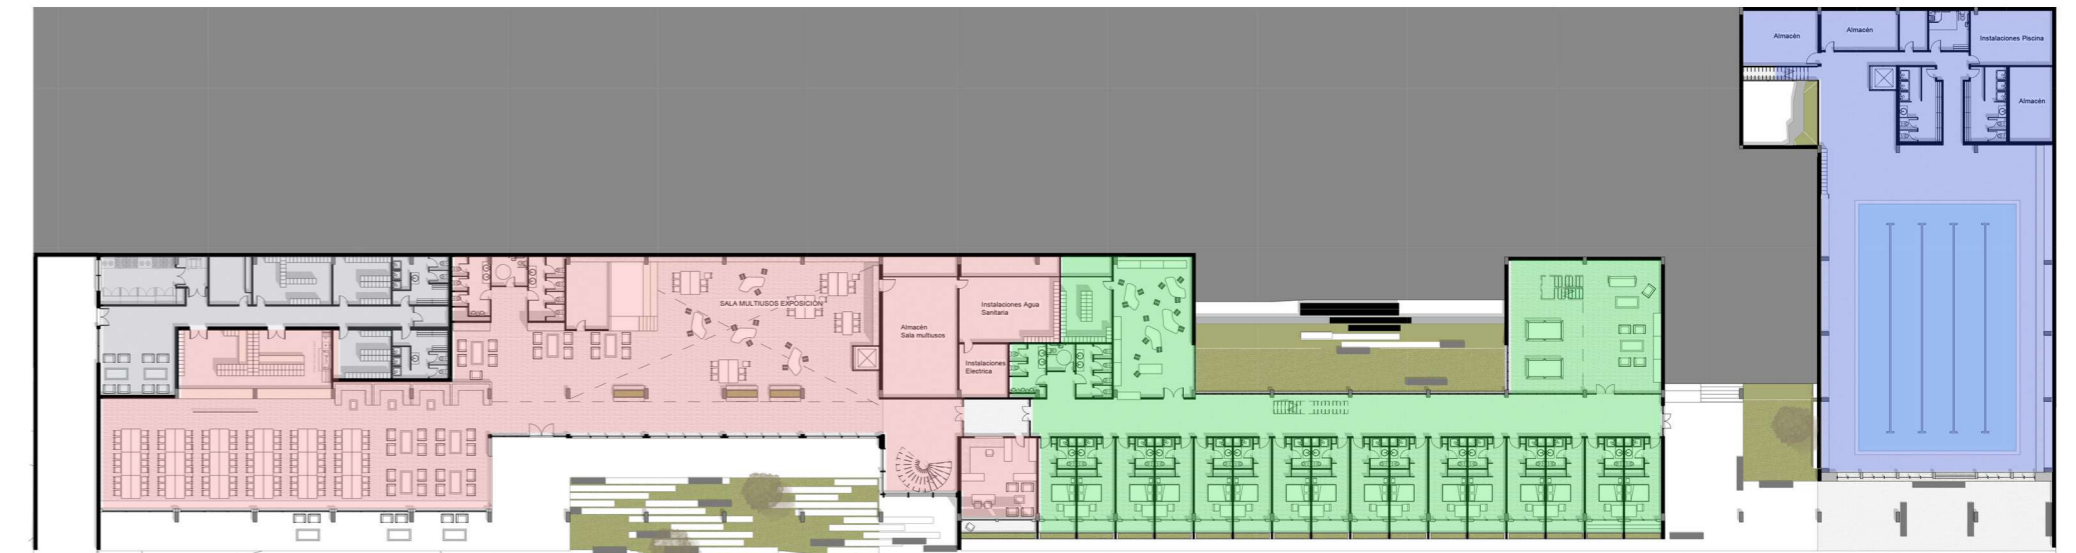 Almacén
Almacén
Instalaciones Piscina
Almacén
SALA MULTIUSOS EXPOSICIÓN
Instalaciones Agua
Sanitaria
Almacén
Sala multiusos
Instalaciones
Electrica